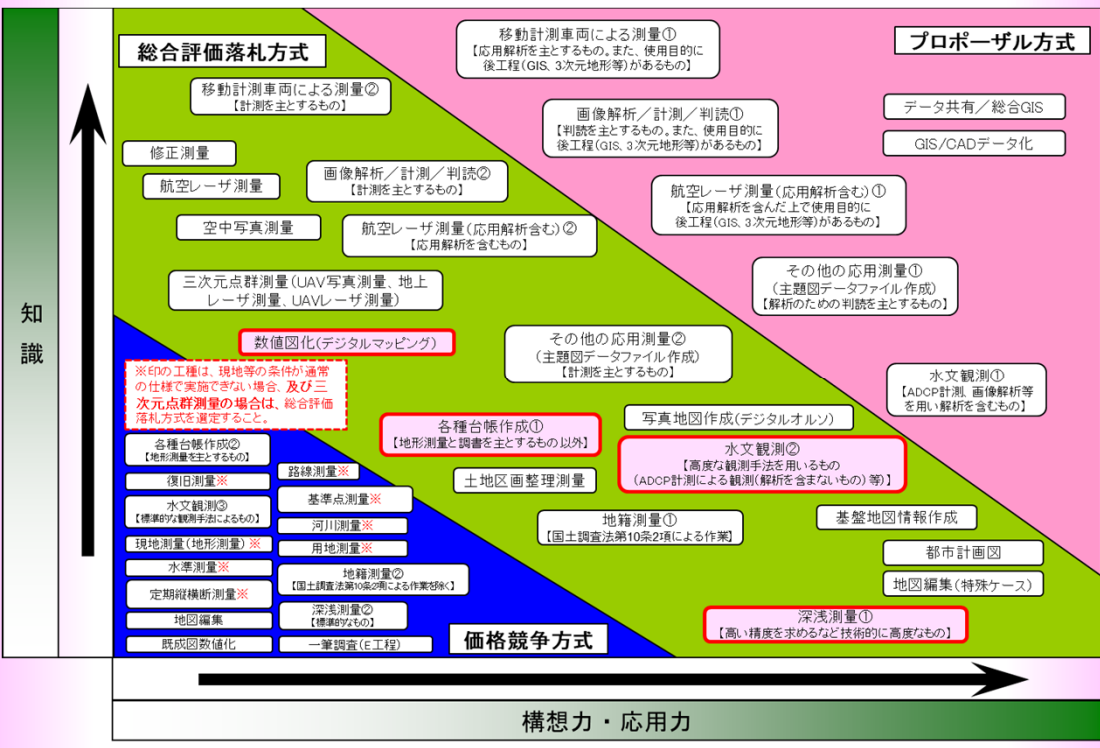 総合評価落札方式
プロポーザル方式
移動計測車両による測量①
【応用解析を主とするもの。また、使用目的に
後工程(GIS、3次元地形等)があるもの】
移動計測車両による測量②
【計測を主とするもの】
画像解析／計測／判読①
【判読を主とするもの。また、使用目的に
後工程(GIS、3次元地形等)があるもの】
データ共有／総合GIS
GIS/CADデータ化
修正測量
航空レーザ測量
画像解析／計測／判読②
【計測を主とするもの】
航空レーザ測量(応用解析含む)①
【応用解析を含んだ上で使用目的に
後工程(GIS、3次元地形等)があるもの】
空中写真測量
航空レーザ測量(応用解析含む)②
【応用解析を含むもの】
三次元点群測量(UAV写真測量、地上
レーザ測量、UAVレーザ測量)
その他の応用測量①
(主題図データファイル作成)
【解析のための判読を主とするもの】
知識
数値図化(デジタルマッピング)
その他の応用測量②
(主題図データファイル作成)
【計測を主とするもの】
※印の工種は、現地等の条件が通常
の仕様で実施できない場合、及び三
次元点群測量の場合は、総合評価
落札方式を選定すること。
水文観測①
【ADCP計測、画像解析等
を用い解析を含むもの】
各種台帳作成①
【地形測量と調書を主とするもの以外】
写真地図作成(デジタルオルソ)
水文観測②
【高度な観測手法を用いるもの
(ADCP計測による観測(解析を含まないもの)等)】
土地区画整理測量
地籍測量①
【国土調査法第10条2項による作業】
基盤地図情報作成
都市計画図
地図編集(特殊ケース)
深浅測量①
【高い精度を求めるなど技術的に高度なもの】
各種台帳作成②
【地形測量を主とするもの】
復旧測量※
水文観測③
【標準的な観測手法によるもの】
現地測量(地形測量)※
水準測量※
定期縦横断測量※
地図編集
既成図数値化
路線測量※
基準点測量※
河川測量※
用地測量※
地籍測量②
【国土調査法第10条2項による作業を除く】
深浅測量②
【標準的なもの】
一筆調査(E工程)
価格競争方式
構想力・応用力